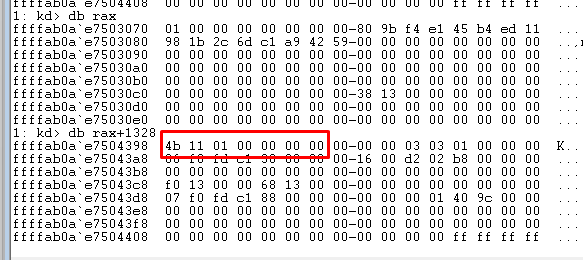 ffffab0a`e7504408 00 00 00 00 00 00 00 00-00 00 00 00 ff ff ff ff
1: kd> db rax
ffffab0a`e7503070 01 00 00 00 00 00 00 00-80 9b f4 e1 45 b4 ed 11 ...
ffffab0a`e7503080 98 1b 2c 6d c1 a9 42 59-00 00 00 00 00 00 00 00 ..,m
ffffab0a`e7503090 00 00 00 00 00 00 00 00-00 00 00 00 00 00 00 00 ...
ffffab0a`e75030a0 00 00 00 00 00 00 00 00-00 00 00 00 00 00 00 00 ...
ffffab0a`e75030b0 00 00 00 00 00 00 00 00-00 00 00 00 00 00 00 00 ...
ffffab0a`e75030c0 00 00 00 00 00 00 00 00-38 13 00 00 00 00 00 00 ...
ffffab0a`e75030d0 00 00 00 00 00 00 00 00-00 00 00 00 00 00 00 00 ...
ffffab0a`e75030e0 00 00 00 00 00 00 00 00-00 00 00 00 00 00 00 00 ...
1: kd> db rax+1328
ffffab0a`e7504398 4b 11 01 00 00 00 00 00-00 00 03 03 01 00 00 00 K...
ffffab0a`e75043a8 06 f0 fd c1 90 00 00 00-16 00 d2 02 b8 00 00 00 ...
ffffab0a`e75043b8 00 00 00 00 00 00 00 00-00 00 00 00 00 00 00 00 ...
ffffab0a`e75043c8 f0 13 00 00 68 13 00 00-00 00 00 00 00 00 00 00 ...
ffffab0a`e75043d8 07 f0 fd c1 88 00 00 00-00 00 01 40 9c 00 00 00 ...
ffffab0a`e75043e8 00 00 00 00 00 00 00 00-00 00 00 00 00 00 00 00 ...
ffffab0a`e75043f8 00 00 00 00 00 00 00 00-00 00 00 00 00 00 00 00 ...
ffffab0a`e7504408 00 00 00 00 00 00 00 00-00 00 00 00 ff ff ff ff ...